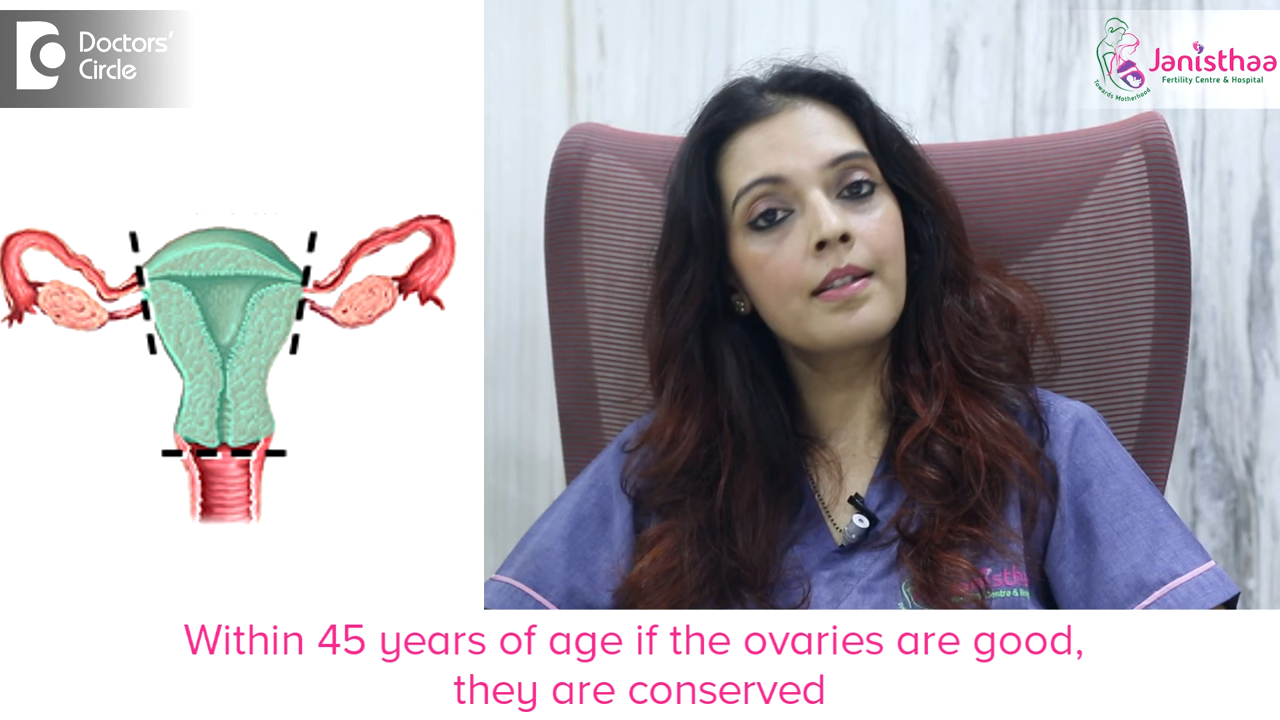 Doctors'
Circle
Janisthaa
Fertility Centre & Hospital
Towards Motherhood
Within 45 years of age if the ovaries are good,
they are conserved